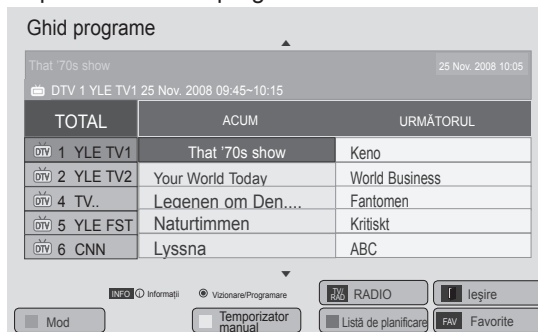 Ghid programe
That '70s show 25 Nov. 2008 10:05
DTV 1 YLE TV1 25 Nov. 2008 09:45~10:15
TOTAL ACUM URMĂTORUL
DTV 1 YLE TV1 That '70s show Keno
DTV 2 YLE TV2 Your World Today World Business
DTV 4 TV.. Legenen om Den.... Fantomen
DTV 5 YLE FST Naturtimmen Kritiskt
DTV 6 CNN Lyssna ABC
INFO i Informații Vizionare/Programare TV/RAD RADIO Ieșire
Mod Temporizator manual Listă de planificare FAV Favorite